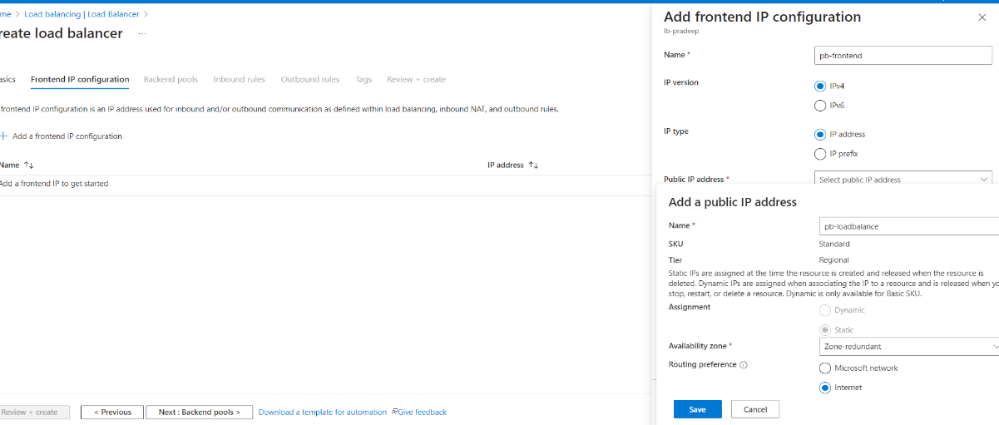 me > Load balancing | Load Balancer >
reate load balancer ...
asics Frontend IP configuration Backend pools Inbound rules Outbound rules Tags Review + create
frontend IP configuration is an IP address used for inbound and/or outbound communication as defined within load balancing, inbound NAT, and outbound rules.
+ Add a frontend IP configuration
Name ↑↓ IP address ↑↓
Add a frontend IP to get started
Review + create < Previous Next : Backend pools > Download a template for automation Give feedback
Add frontend IP configuration
lb-pradeep
Name * pb-frontend
IP version IPv4
IPv6
IP type IP address
IP prefix
Public IP address * Select public IP address
Add a public IP address
Name * pb-loadbalance
SKU Standard
Tier Regional
Static IPs are assigned at the time the resource is created and released when the resource is
deleted. Dynamic IPs are assigned when associating the IP to a resource and is released when yo
stop, restart, or delete a resource. Dynamic is only available for Basic SKU.
Assignment Dynamic
Static
Availability zone * Zone-redundant
Routing preference Microsoft network
Internet
Save Cancel